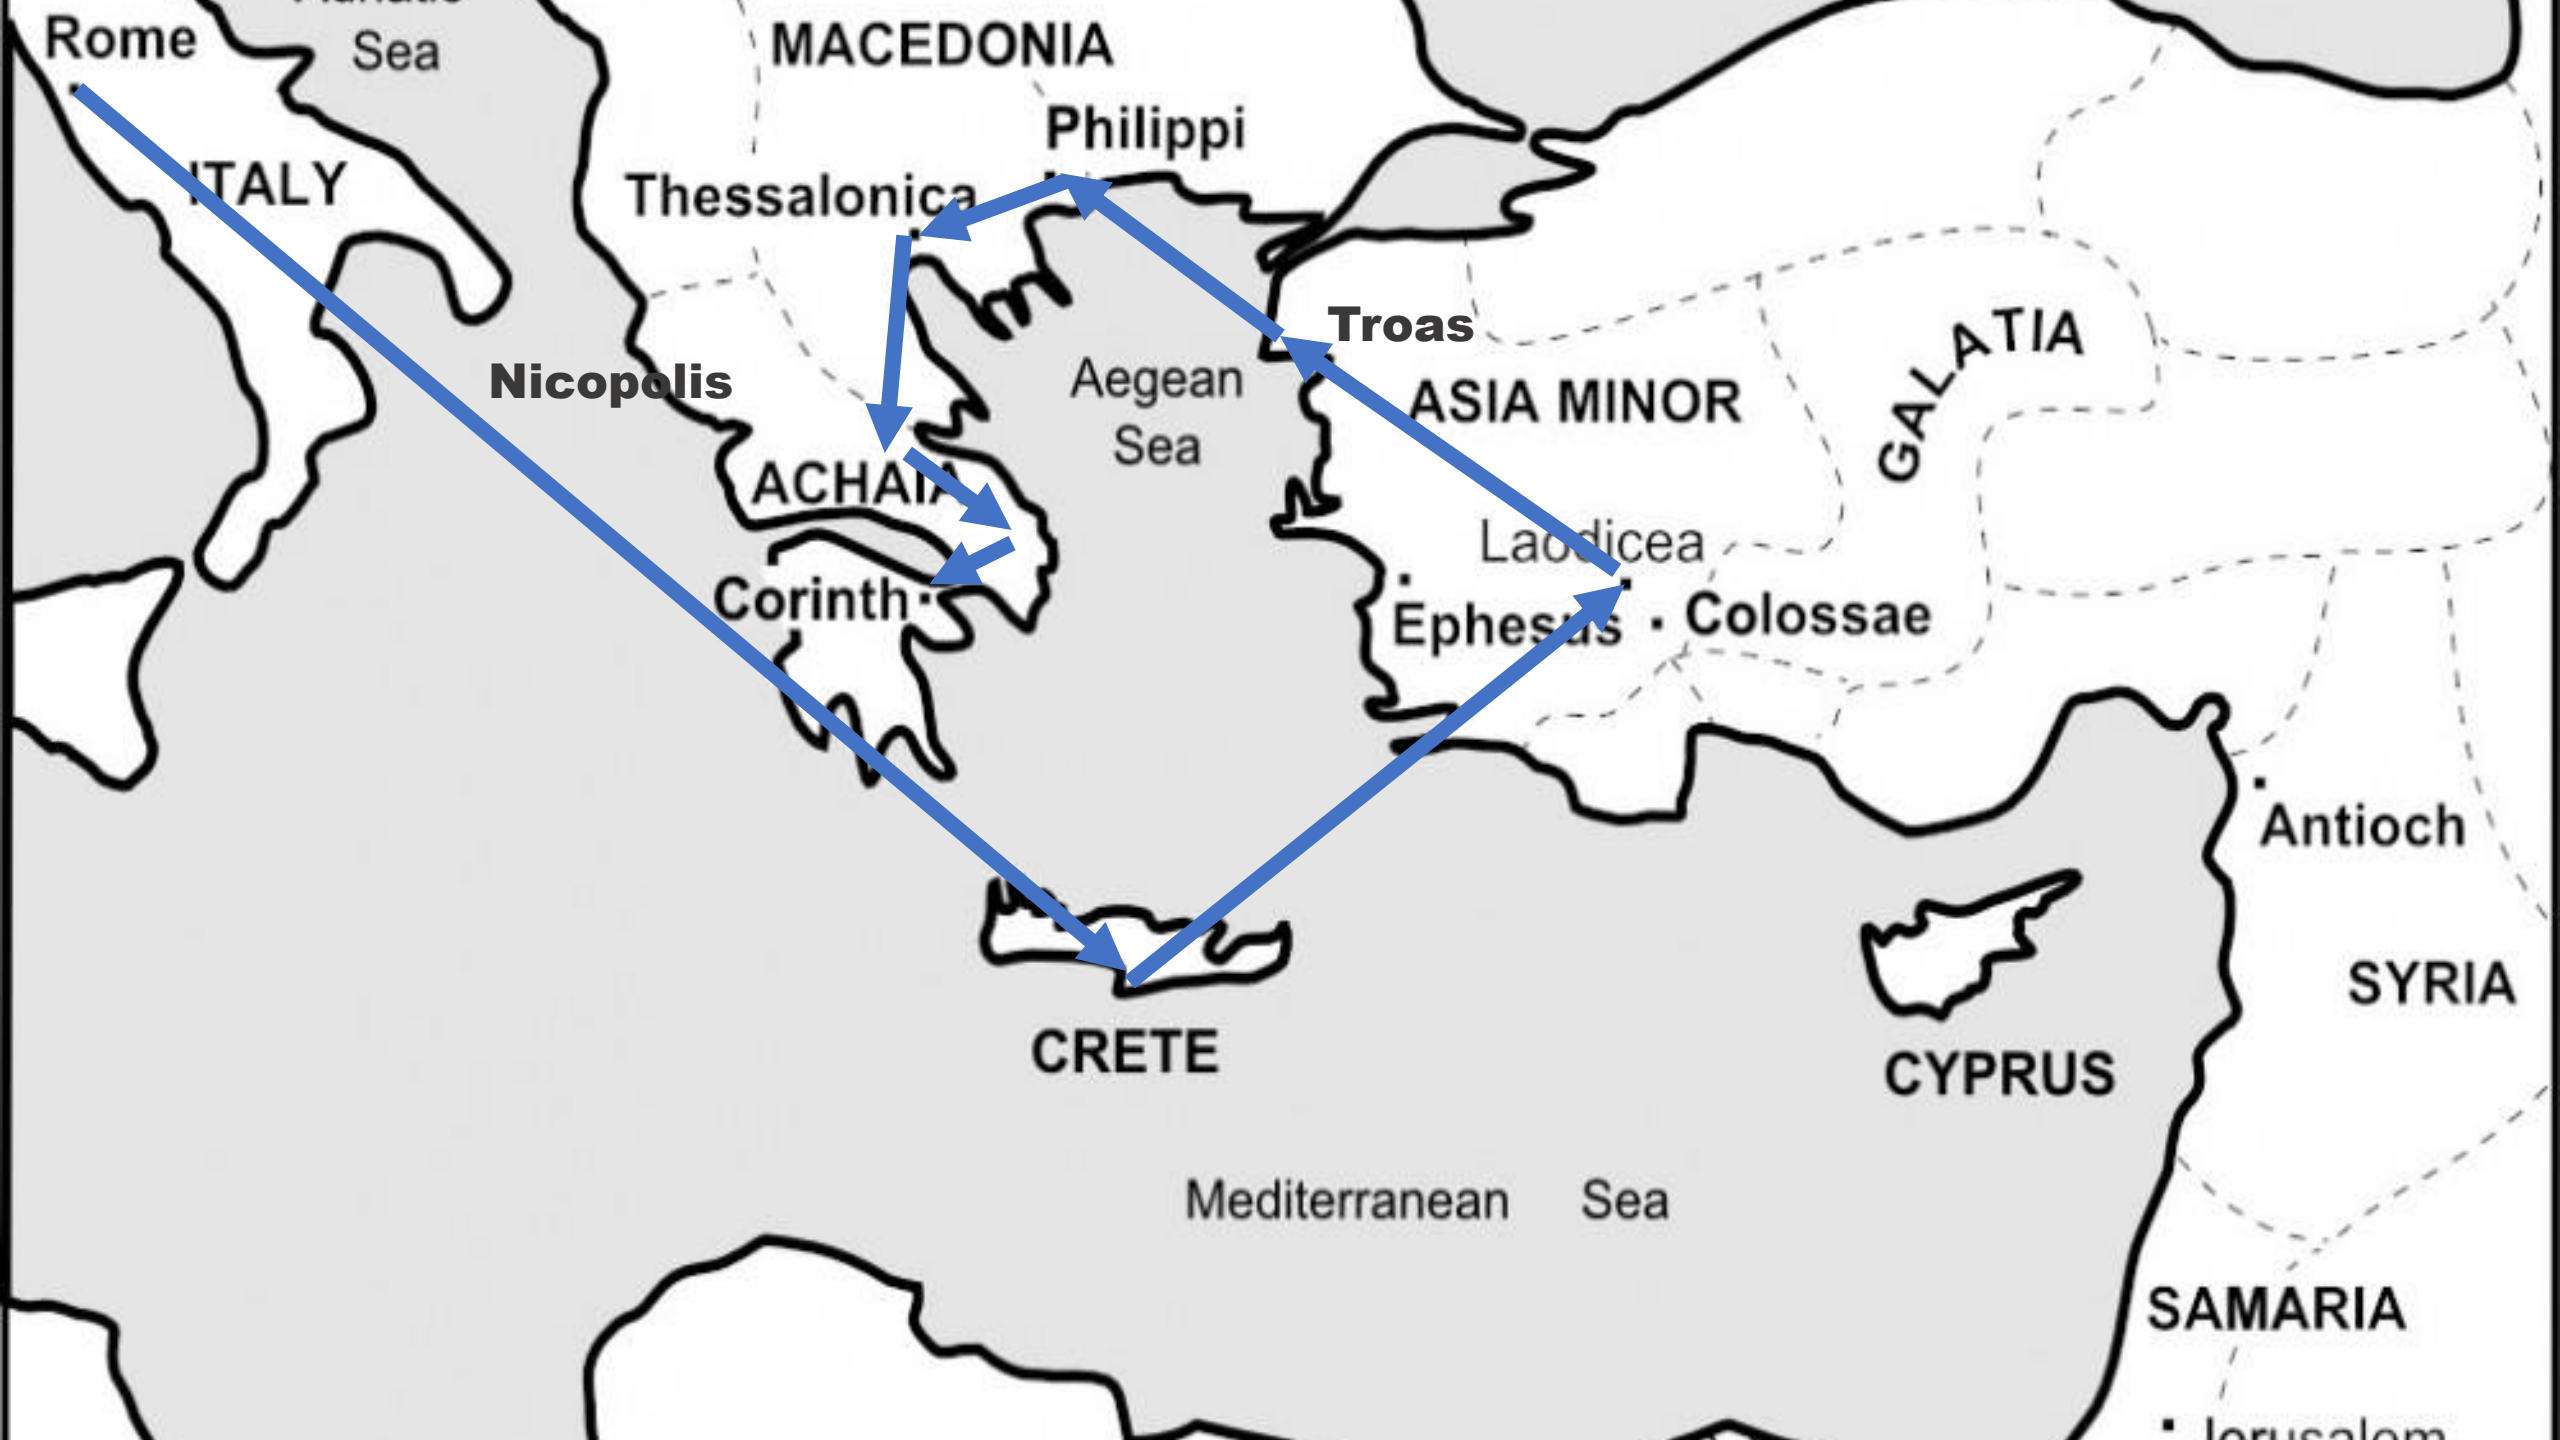 Rome
Sea
MACEDONIA
Philippi
ITALY
Thessalonica
Troas
GALATIA
Nicopolis
Aegean
Sea
ASIA MINOR
ACHAIA
Laodicea
Corinth
Ephesus
Colossae
Antioch
SYRIA
CRETE
CYPRUS
Mediterranean Sea
SAMARIA
Jerusalem